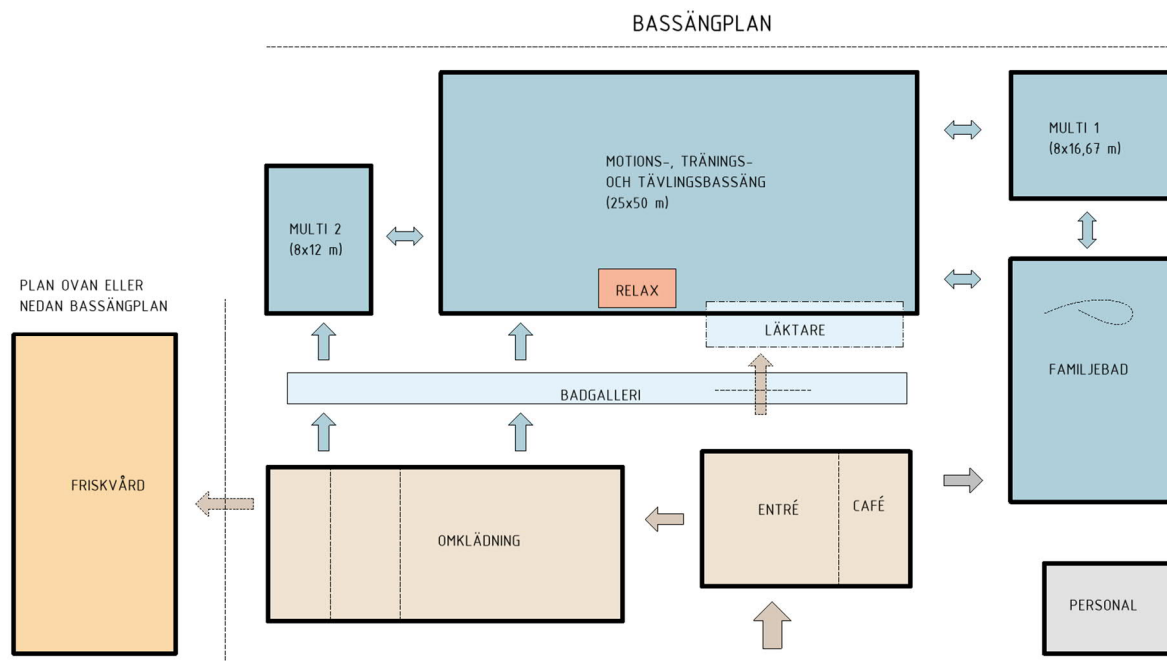 BASSÄNGPLAN
MOTIONS-, TRÄNINGS-
OCH TÄVLINGSBASSÄNG
(25x50 m)
MULTI 1
(8x16,67 m)
MULTI 2
(8x12 m)
PLAN OVAN ELLER
NEDAN BASSÄNGPLAN
RELAX
LÄKTARE
FAMILJEBAD
BADGALLERI
FRISKVÅRD
OMKLÄDNING
ENTRÉ
CAFÉ
PERSONAL